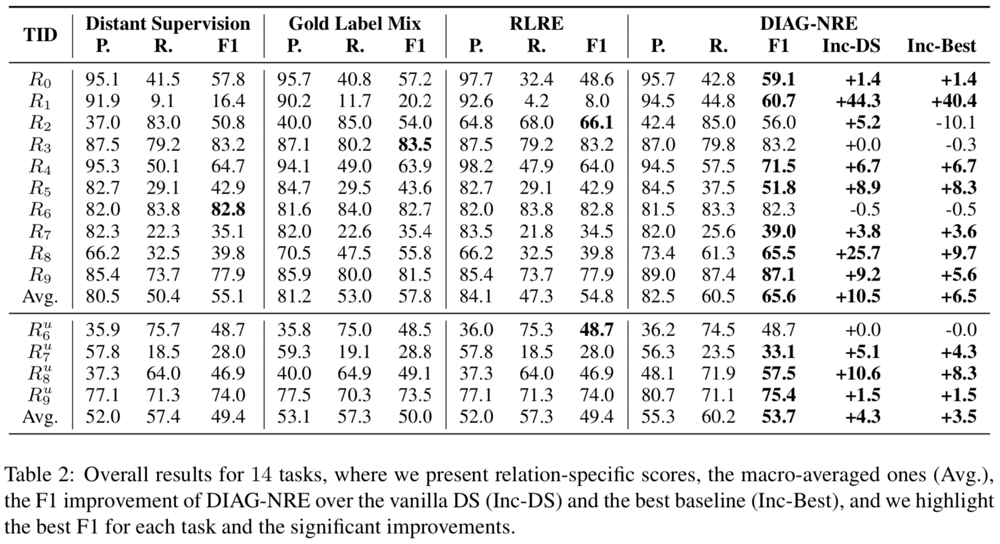 TID Distant Supervision Gold Label Mix RLRE DIAG-NRE
P. R. F1 P. R. F1 P. R. F1 P. R. F1 Inc-DS Inc-Best
R0 95.1 41.5 57.8 95.7 40.8 57.2 97.7 32.4 48.6 95.7 42.8 59.1 +1.4 +1.4
R1 91.9 9.1 16.4 90.2 11.7 20.2 92.6 4.2 8.0 94.5 44.8 60.7 +44.3 +40.4
R2 37.0 83.0 50.8 40.0 85.0 54.0 64.8 68.0 66.1 42.4 85.0 56.0 +5.2 -10.1
R3 87.5 79.2 83.2 87.1 80.2 83.5 87.5 79.2 83.2 87.0 79.8 83.2 +0.0 -0.3
R4 95.3 50.1 64.7 94.1 49.0 63.9 98.2 47.9 64.0 94.5 57.5 71.5 +6.7 +6.7
R5 82.7 29.1 42.9 84.7 29.5 43.6 82.7 29.1 42.9 84.5 37.5 51.8 +8.9 +8.3
R6 82.0 83.8 82.8 81.6 84.0 82.7 82.0 83.8 82.8 81.5 83.3 82.3 -0.5 -0.5
R7 82.3 22.3 35.1 82.0 22.6 35.4 83.5 21.8 34.5 82.0 25.6 39.0 +3.8 +3.6
R8 66.2 32.5 39.8 70.5 47.5 55.8 66.2 32.5 39.8 73.4 61.3 65.5 +25.7 +9.7
R9 85.4 73.7 77.9 85.9 80.0 81.5 85.4 73.7 77.9 89.0 87.4 87.1 +9.2 +5.6
Avg. 80.5 50.4 55.1 81.2 53.0 57.8 84.1 47.3 54.8 82.5 60.5 65.6 +10.5 +6.5
R6u 35.9 75.7 48.7 35.8 75.0 48.5 36.0 75.3 48.7 36.2 74.5 48.7 +0.0 -0.0
R7u 57.8 18.5 28.0 59.3 19.1 28.8 57.8 18.5 28.0 56.3 23.5 33.1 +5.1 +4.3
R8u 37.3 64.0 46.9 40.0 64.9 49.1 37.3 64.0 46.9 48.1 71.9 57.5 +10.6 +8.3
R9u 77.1 71.3 74.0 77.5 70.3 73.5 77.1 71.3 74.0 80.7 71.1 75.4 +1.5 +1.5
Avg. 52.0 57.4 49.4 53.1 57.3 50.0 52.0 57.3 49.4 55.3 60.2 53.7 +4.3 +3.5
Table 2: Overall results for 14 tasks, where we present relation-specific scores, the macro-averaged ones (Avg.),
the F1 improvement of DIAG-NRE over the vanilla DS (Inc-DS) and the best baseline (Inc-Best), and we highlight
the best F1 for each task and the significant improvements.